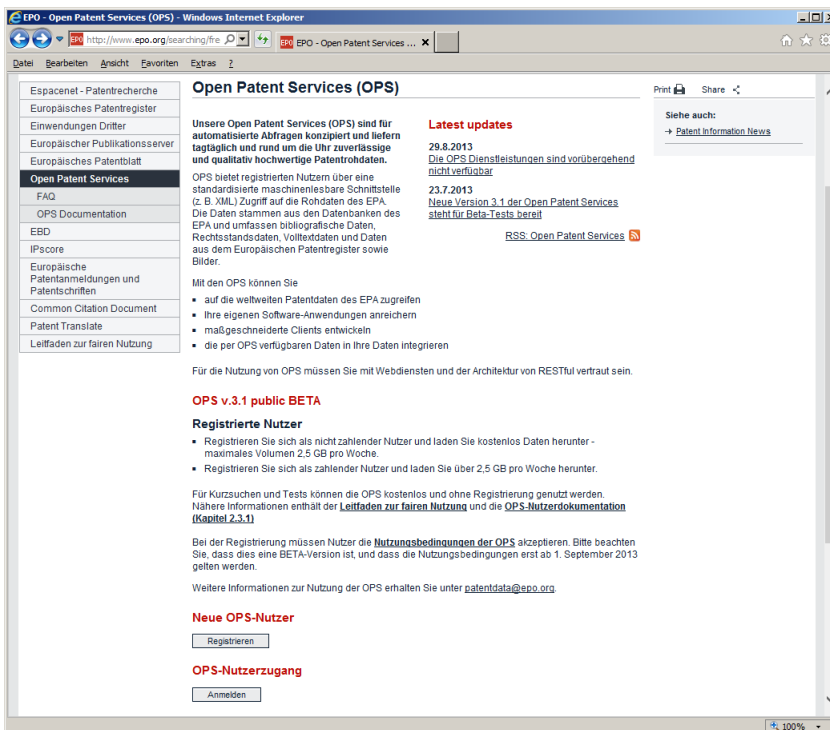 EPO - Open Patent Services (OPS) - Windows Internet Explorer
http://www.epo.org/searching/fre
EPO - Open Patent Services ...
Datei Bearbeiten Ansicht Favoriten Extras ?
Espacenet - Patentrecherche
Europäisches Patentregister
Einwendungen Dritter
Europäischer Publikationsserver
Europäisches Patentblatt
Open Patent Services
FAQ
OPS Documentation
EBD
IPscore
Europäische
Patentanmeldungen und
Patentschriften
Common Citation Document
Patent Translate
Leitfaden zur fairen Nutzung
Open Patent Services (OPS)
Unsere Open Patent Services (OPS) sind für
automatisierte Abfragen konzipiert und liefern
tagtäglich und rund um die Uhr zuverlässige
und qualitativ hochwertige Patentrohdaten.
OPS bietet registrierten Nutzern über eine
standardisierte maschinenlesbare Schnittstelle
(z. B. XML) Zugriff auf die Rohdaten des EPA.
Die Daten stammen aus den Datenbanken des
EPA und umfassen bibliografische Daten,
Rechtsstandsdaten, Volltextdaten und Daten
aus dem Europäischen Patentregister sowie
Bilder.
Latest updates
29.8.2013
Die OPS Dienstleistungen sind vorübergehend
nicht verfügbar
23.7.2013
Neue Version 3.1 der Open Patent Services
steht für Beta-Tests bereit
RSS: Open Patent Services
Mit den OPS können Sie
▪ auf die weltweiten Patentdaten des EPA zugreifen
▪ Ihre eigenen Software-Anwendungen anreichern
▪ maßgeschneiderte Clients entwickeln
▪ die per OPS verfügbaren Daten in Ihre Daten integrieren
Für die Nutzung von OPS müssen Sie mit Webdiensten und der Architektur von RESTful vertraut sein.
OPS v.3.1 public BETA
Registrierte Nutzer
▪ Registrieren Sie sich als nicht zahlender Nutzer und laden Sie kostenlos Daten herunter -
maximales Volumen 2,5 GB pro Woche.
▪ Registrieren Sie sich als zahlender Nutzer und laden Sie über 2,5 GB pro Woche herunter.
Für Kurzsuchen und Tests können die OPS kostenlos und ohne Registrierung genutzt werden.
Nähere Informationen enthält der Leitfaden zur fairen Nutzung und die OPS-Nutzerdokumentation
(Kapitel 2.3.1)
Bei der Registrierung müssen Nutzer die Nutzungsbedingungen der OPS akzeptieren. Bitte beachten
Sie, dass dies eine BETA-Version ist, und dass die Nutzungsbedingungen erst ab 1. September 2013
gelten werden.
Weitere Informationen zur Nutzung der OPS erhalten Sie unter patentdata@epo.org.
Neue OPS-Nutzer
Registrieren
OPS-Nutzerzugang
Anmelden
Print Share
Siehe auch:
→ Patent Information News
100%